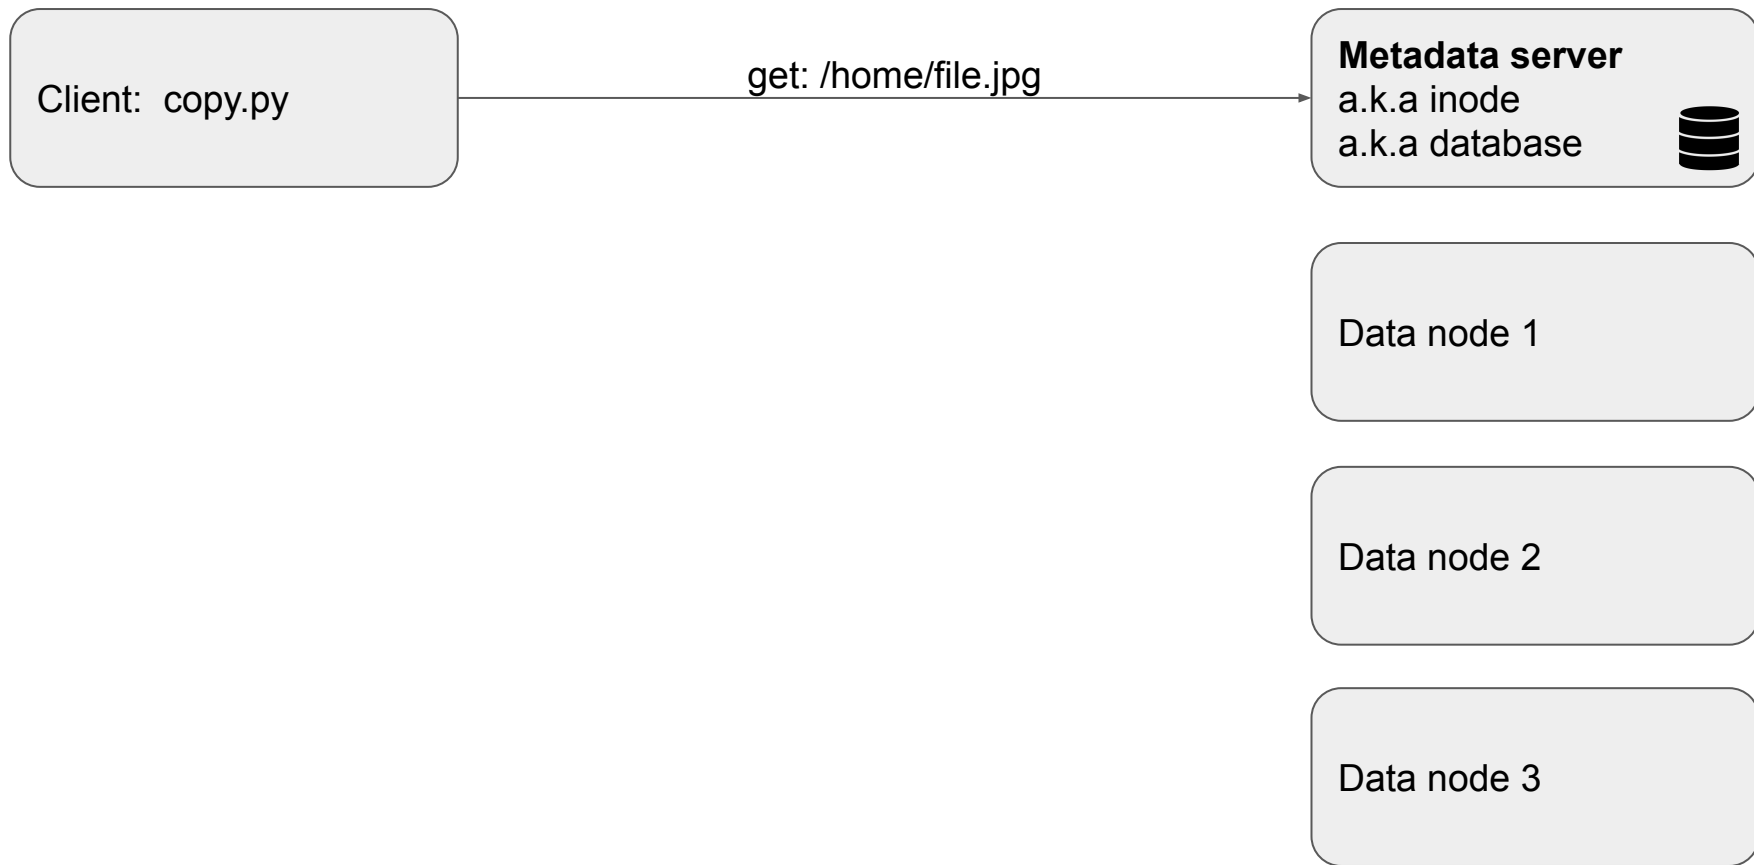 Client:  copy.py
get: /home/file.jpg
Metadata server
a.k.a inode
a.k.a database
Data node 1
Data node 2
Data node 3